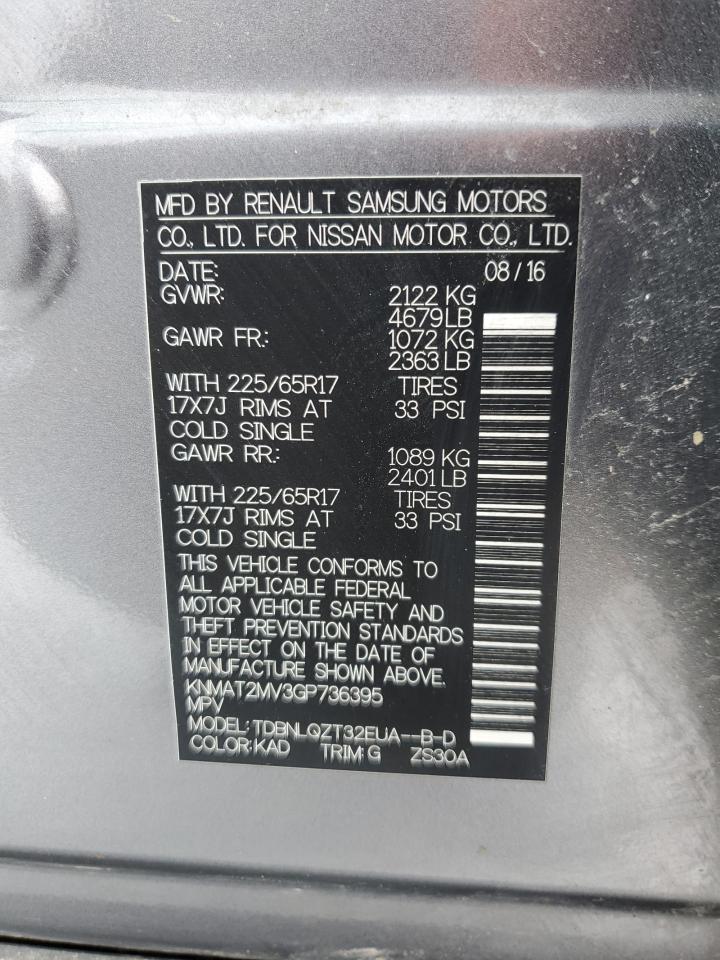 MFD BY RENAULT SAMSUNG MOTORS
CO., LTD. FOR NISSAN MOTOR CO., LTD.
DATE: 08/16
GVWR: 2122 KG
4679 LB
GAWR FR.: 1072 KG
2363 LB
WITH 225/65R17 TIRES
17X7J RIMS AT 33 PSI
COLD SINGLE
GAWR RR.: 1089 KG
2401 LB
WITH 225/65R17 TIRES
17X7J RIMS AT 33 PSI
COLD SINGLE
THIS VEHICLE CONFORMS TO
ALL APPLICABLE FEDERAL
MOTOR VEHICLE SAFETY AND
THEFT PREVENTION STANDARDS
IN EFFECT ON THE DATE OF
MANUFACTURE SHOWN ABOVE.
KNMAT2MV3GP736395
MPV
MODEL: TDBNLQZT32EUA--B-D
COLOR: KAD TRIM: G ZS30A